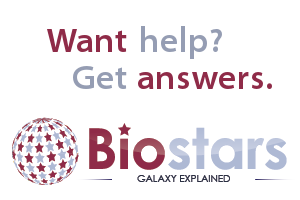 Want help?
Get answers.
Biostars
GALAXY EXPLAINED